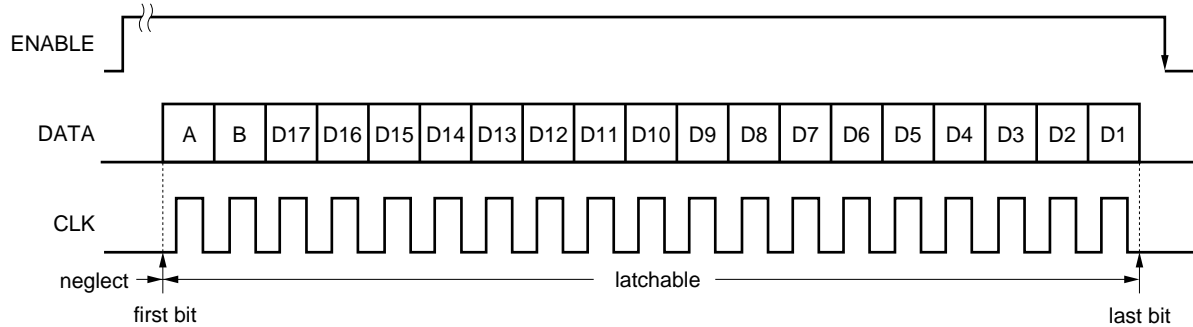 ENABLE
DATA A B D17 D16 D15 D14 D13 D12 D11 D10 D9 D8 D7 D6 D5 D4 D3 D2 D1
CLK
neglect latchable
first bit last bit